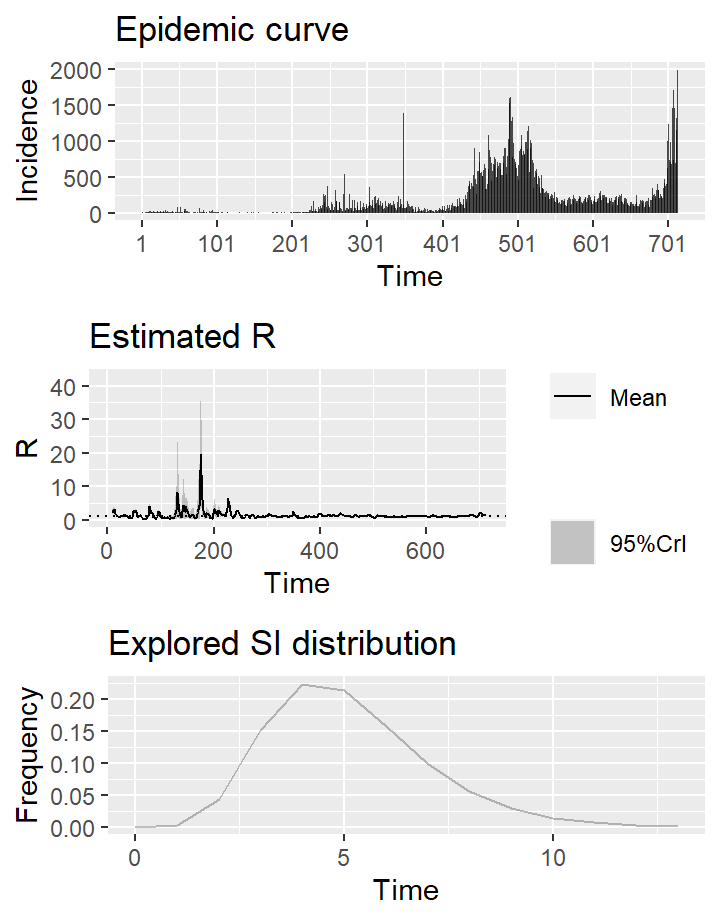 Epidemic curve
Incidence
2000
1500
1000
500
0
1 101 201 301 401 501 601 701
Time
Estimated R
R
40
30
20
10
0
0 200 400 600
Time
Mean
95%CrI
Explored SI distribution
Frequency
0.20
0.15
0.10
0.05
0.00
0 5 10
Time